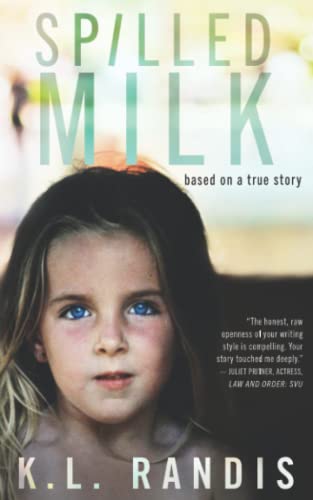 SPILLED
MILK
based on a true story
"The honest, raw
openness of your writing
style is compelling. Your
story touched me deeply."
— JULIET PRITNER, ACTRESS,
LAW AND ORDER: SVU
K.L. RANDIS